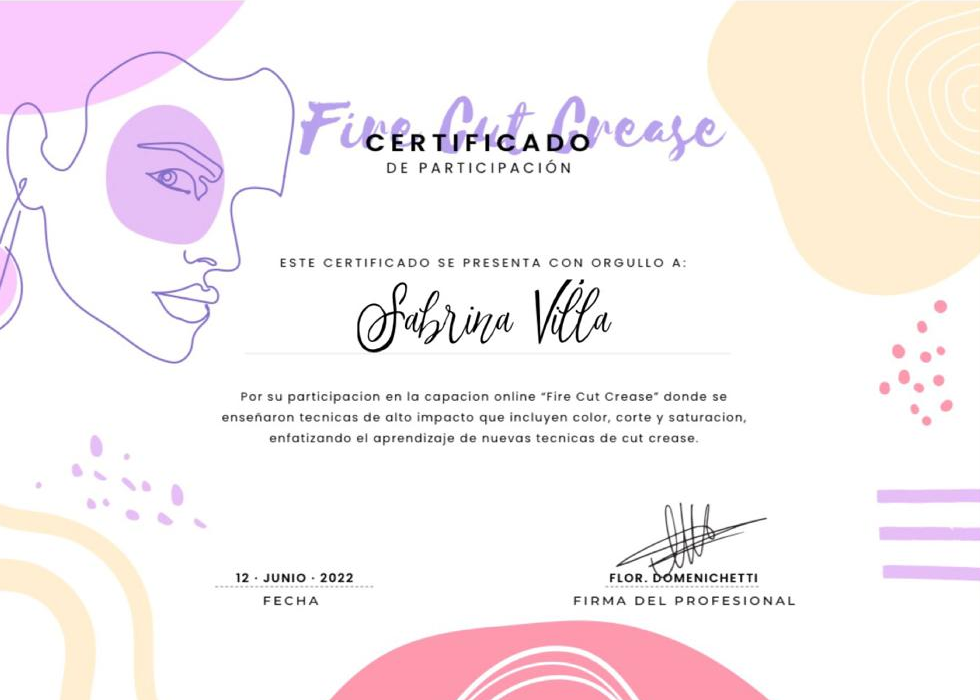 Fire Cut Crease
CERTIFICADO
DE PARTICIPACIÓN
ESTE CERTIFICADO SE PRESENTA CON ORGULLO A:
Sabrina Villa
Por su participacion en la capacion online “Fire Cut Crease” donde se
enseñaron tecnicas de alto impacto que incluyen color, corte y saturacion,
enfatizando el aprendizaje de nuevas tecnicas de cut crease.
12 · JUNIO · 2022
FECHA
FLOR. DOMENICHETTI
FIRMA DEL PROFESIONAL